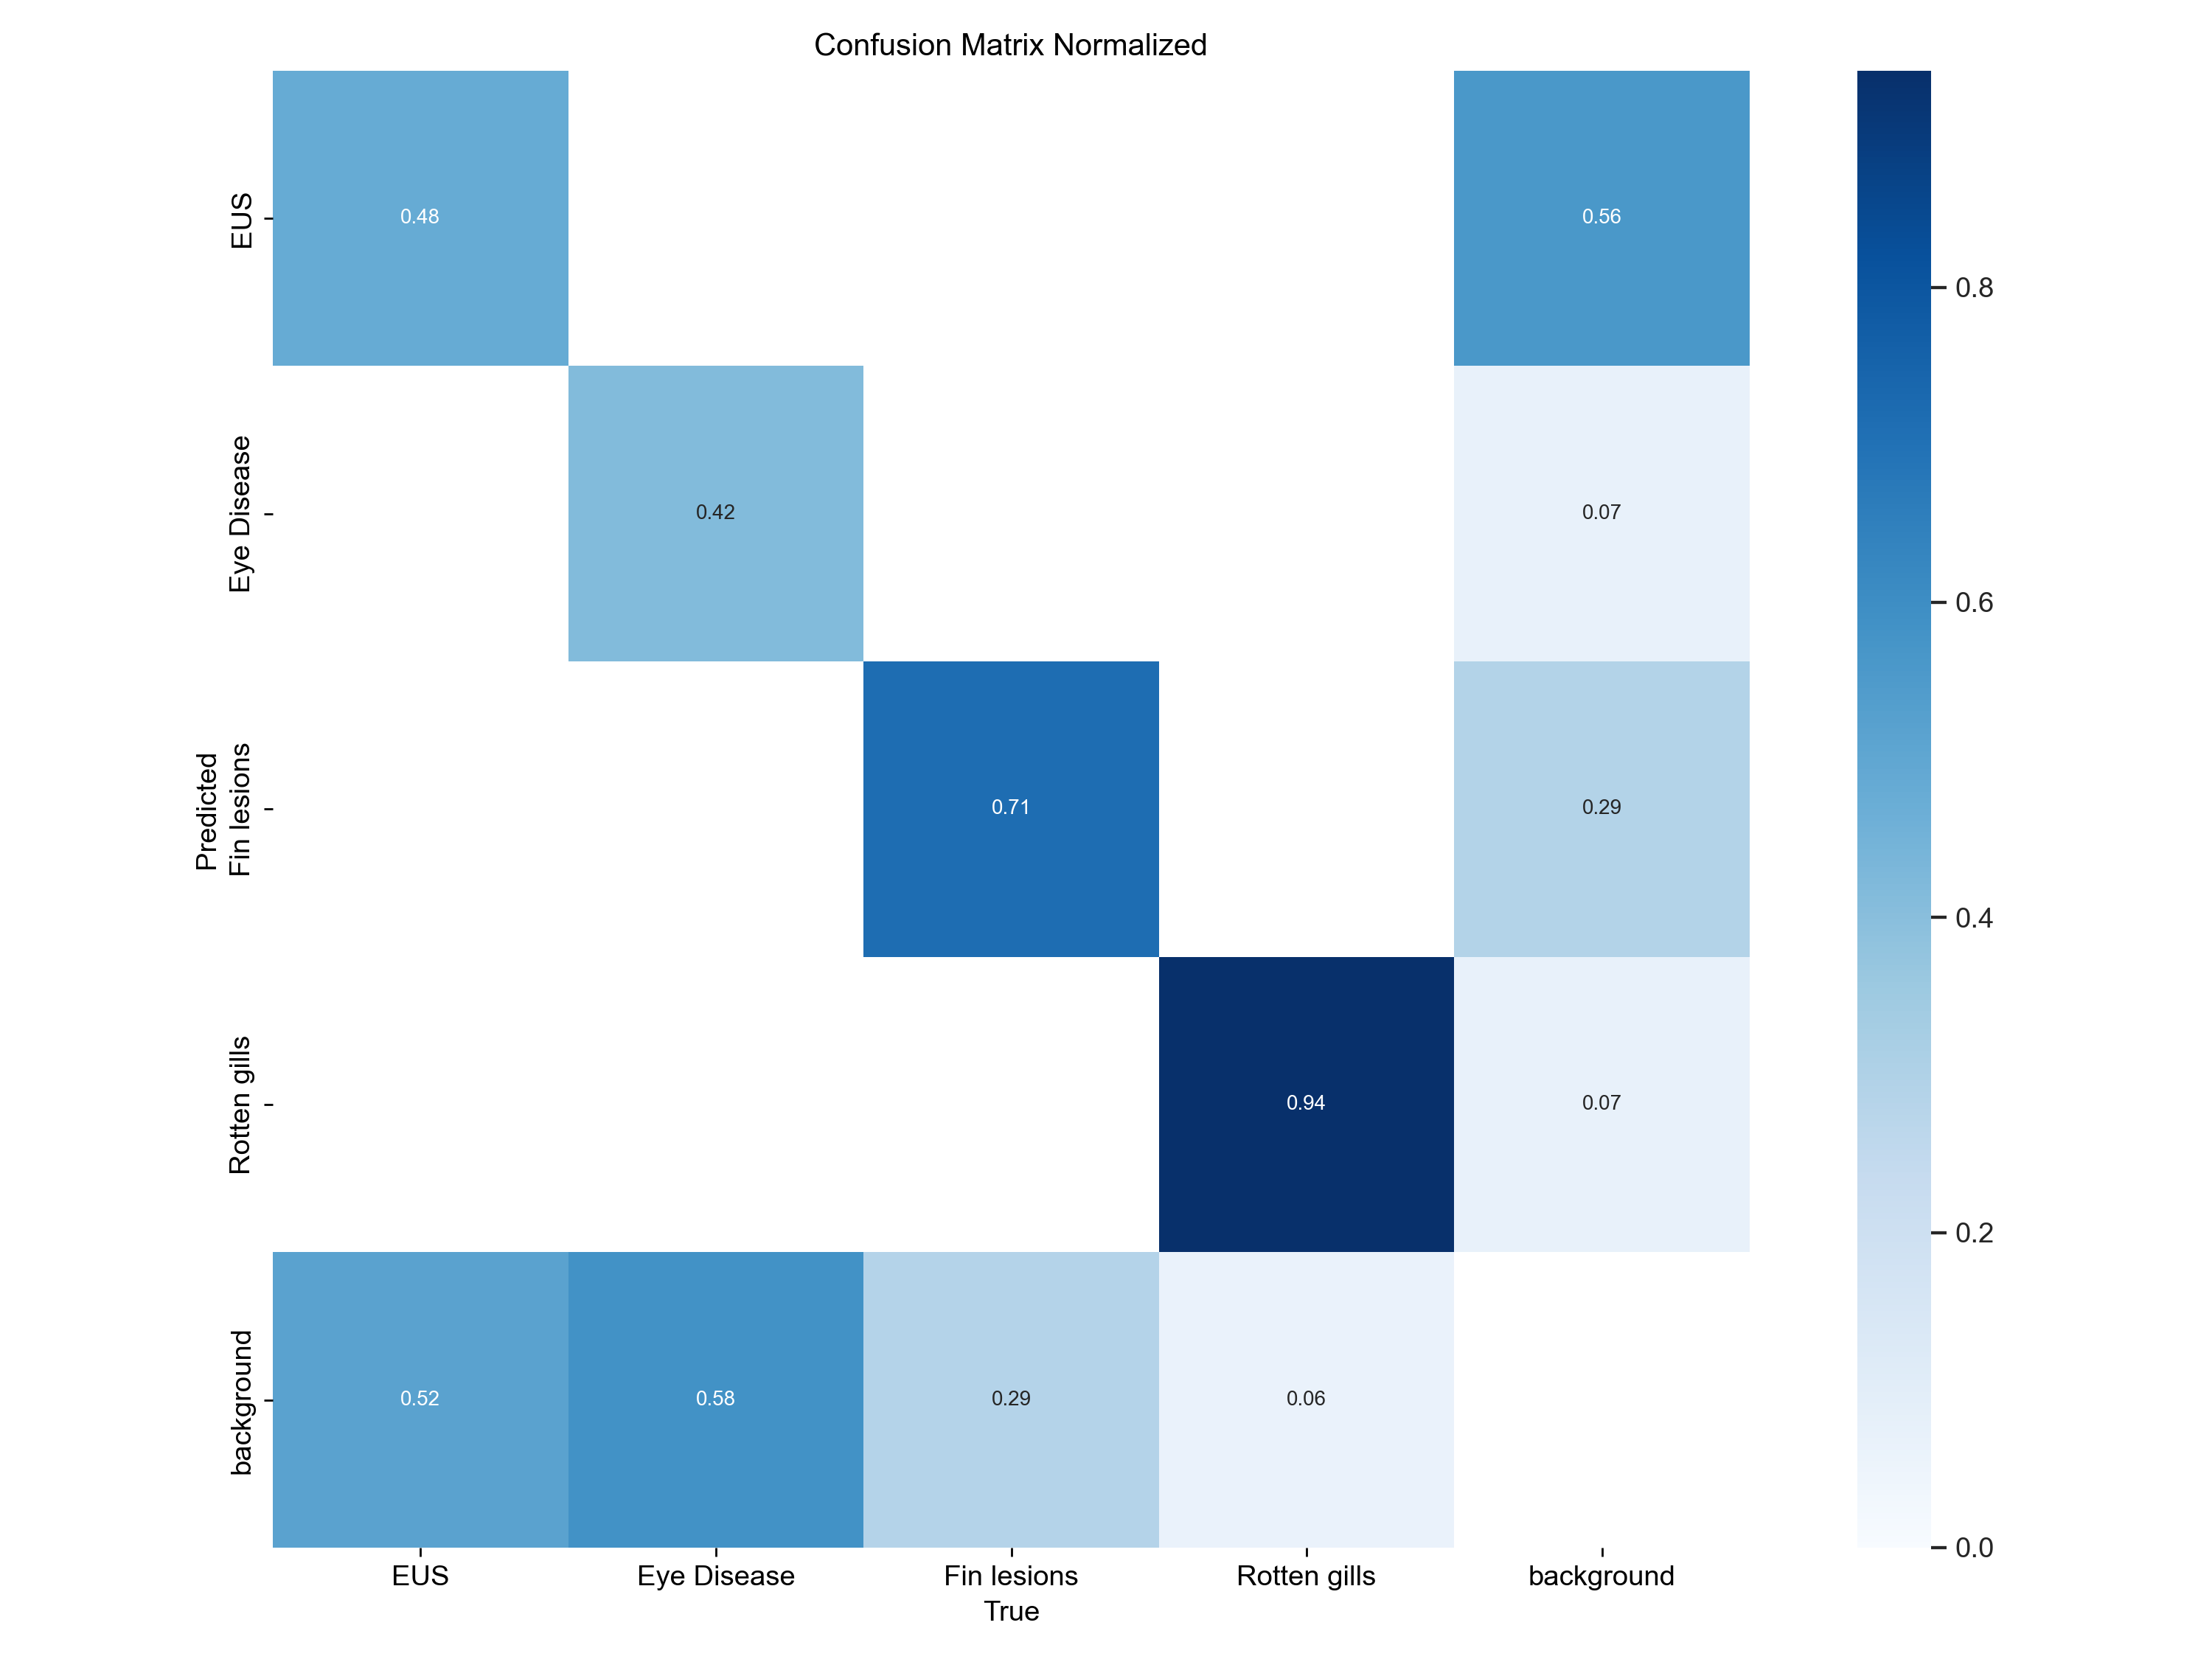 Confusion Matrix Normalized
EUS
0.48
0.56
0.8
Eye Disease
0.42
0.07
0.6
Predicted
Fin lesions
0.71
0.29
0.4
Rotten gills
0.94
0.07
0.2
background
0.52
0.58
0.29
0.06
0.0
EUS
Eye Disease
Fin lesions
Rotten gills
background
True